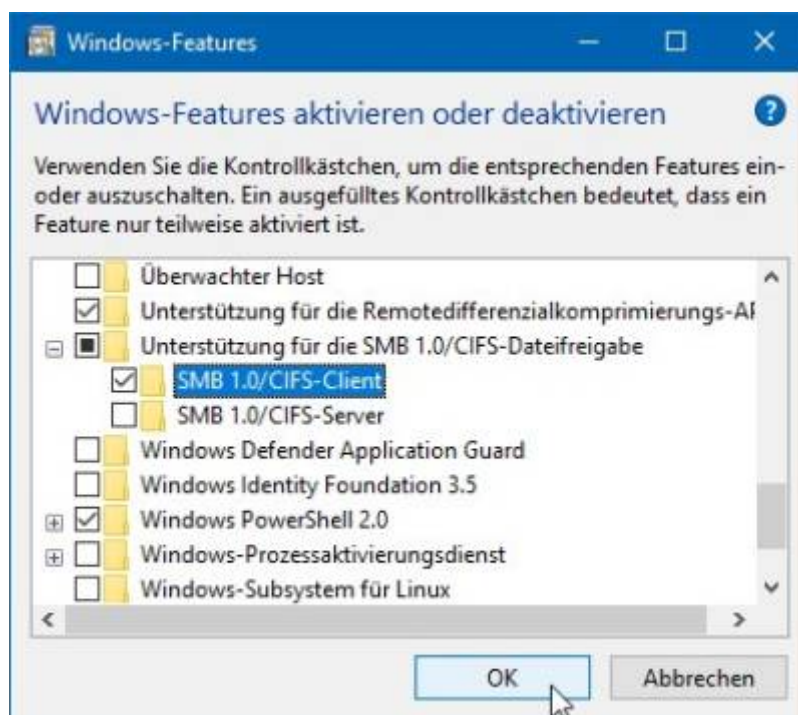 Windows-Features
Windows-Features aktivieren oder deaktivieren
Verwenden Sie die Kontrollkästchen, um die entsprechenden Features ein-
oder auszuschalten. Ein ausgefülltes Kontrollkästchen bedeutet, dass ein
Feature nur teilweise aktiviert ist.
Überwachter Host
Unterstützung für die Remotedifferenzialkomprimierungs-AP
Unterstützung für die SMB 1.0/CIFS-Dateifreigabe
SMB 1.0/CIFS-Client
SMB 1.0/CIFS-Server
Windows Defender Application Guard
Windows Identity Foundation 3.5
Windows PowerShell 2.0
Windows-Prozessaktivierungsdienst
Windows-Subsystem für Linux
OK
Abbrechen